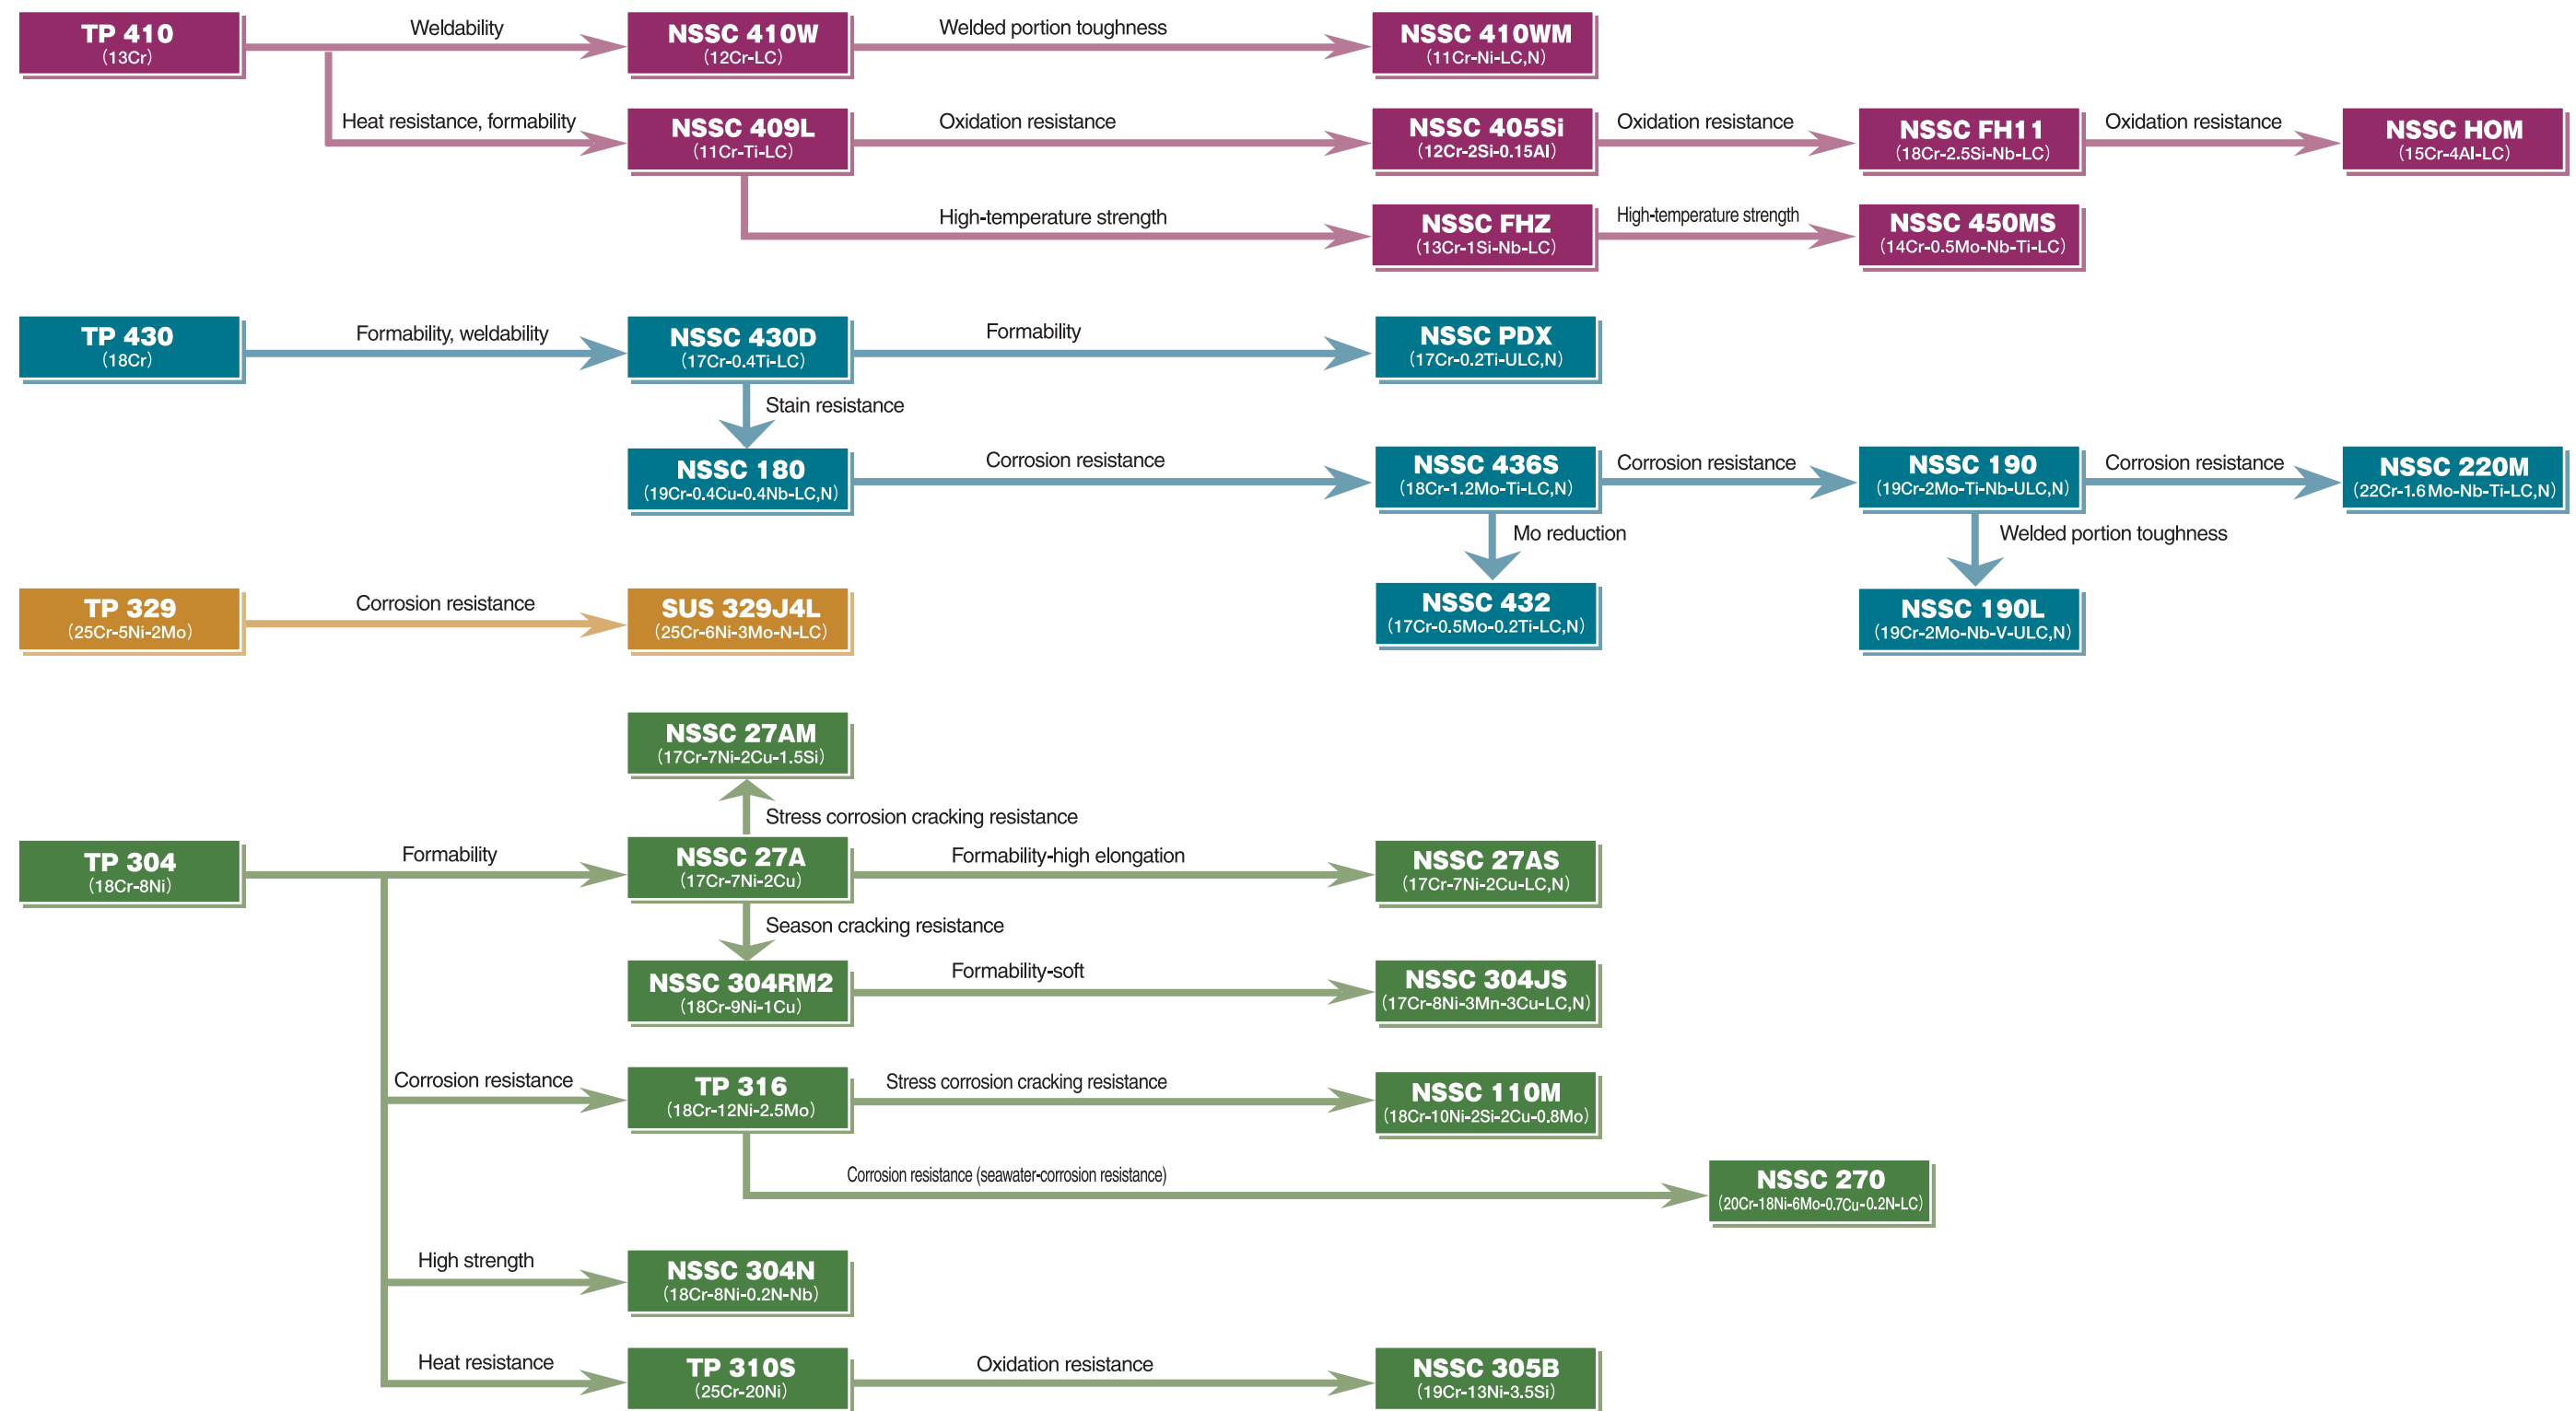 TP 410
(13Cr)
Weldability
NSSC 410W
(12Cr-LC)
Welded portion toughness
NSSC 410WM
(11Cr-Ni-LC,N)
Heat resistance, formability
NSSC 409L
(11Cr-Ti-LC)
Oxidation resistance
NSSC 405Si
(12Cr-2Si-0.15Al)
Oxidation resistance
NSSC FH11
(18Cr-2.5Si-Nb-LC)
Oxidation resistance
NSSC HOM
(15Cr-4Al-LC)
High-temperature strength
NSSC FHZ
(13Cr-1Si-Nb-LC)
High-temperature strength
NSSC 450MS
(14Cr-0.5Mo-Nb-Ti-LC)
TP 430
(18Cr)
Formability, weldability
NSSC 430D
(17Cr-0.4Ti-LC)
Formability
NSSC PDX
(17Cr-0.2Ti-ULC,N)
Stain resistance
NSSC 180
(19Cr-0.4Cu-0.4Nb-LC,N)
Corrosion resistance
NSSC 436S
(18Cr-1.2Mo-Ti-LC,N)
Corrosion resistance
NSSC 190
(19Cr-2Mo-Ti-Nb-ULC,N)
Corrosion resistance
NSSC 220M
(22Cr-1.6Mo-Nb-Ti-LC,N)
Mo reduction
NSSC 432
(17Cr-0.5Mo-0.2Ti-LC,N)
Welded portion toughness
NSSC 190L
(19Cr-2Mo-Nb-V-ULC,N)
TP 329
(25Cr-5Ni-2Mo)
Corrosion resistance
SUS 329J4L
(25Cr-6Ni-3Mo-N-LC)
NSSC 27AM
(17Cr-7Ni-2Cu-1.5Si)
Stress corrosion cracking resistance
TP 304
(18Cr-8Ni)
Formability
NSSC 27A
(17Cr-7Ni-2Cu)
Formability-high elongation
NSSC 27AS
(17Cr-7Ni-2Cu-LC,N)
Season cracking resistance
NSSC 304RM2
(18Cr-9Ni-1Cu)
Formability-soft
NSSC 304JS
(17Cr-8Ni-3Mn-3Cu-LC,N)
Corrosion resistance
TP 316
(18Cr-12Ni-2.5Mo)
Stress corrosion cracking resistance
NSSC 110M
(18Cr-10Ni-2Si-2Cu-0.8Mo)
Corrosion resistance (seawater-corrosion resistance)
NSSC 270
(20Cr-18Ni-6Mo-0.7Cu-0.2N-LC)
High strength
NSSC 304N
(18Cr-8Ni-0.2N-Nb)
Heat resistance
TP 310S
(25Cr-20Ni)
Oxidation resistance
NSSC 305B
(19Cr-13Ni-3.5Si)